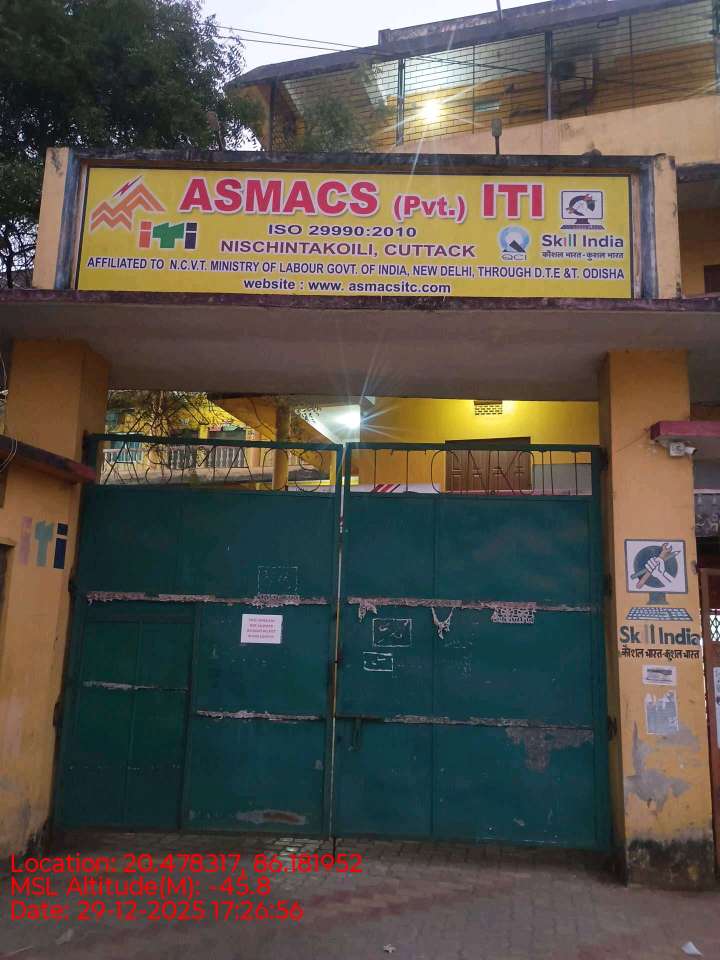 ASMACS (Pvt.) ITI
iTi
ISO 29990:2010
NISCHINTAKOILI, CUTTACK
QCI
Skill India
कौशल भारत - कुशल भारत
AFFILIATED TO N.C.V.T. MINISTRY OF LABOUR GOVT. OF INDIA, NEW DELHI, THROUGH D.T.E &T. ODISHA
website : www. asmacsitc.com
iTi
Skill India
कौशल भारत-कुशल भारत
Location: 20.478317, 86.181952
MSL Altitude(M): -45.8
Date: 29-12-2025 17:26:56